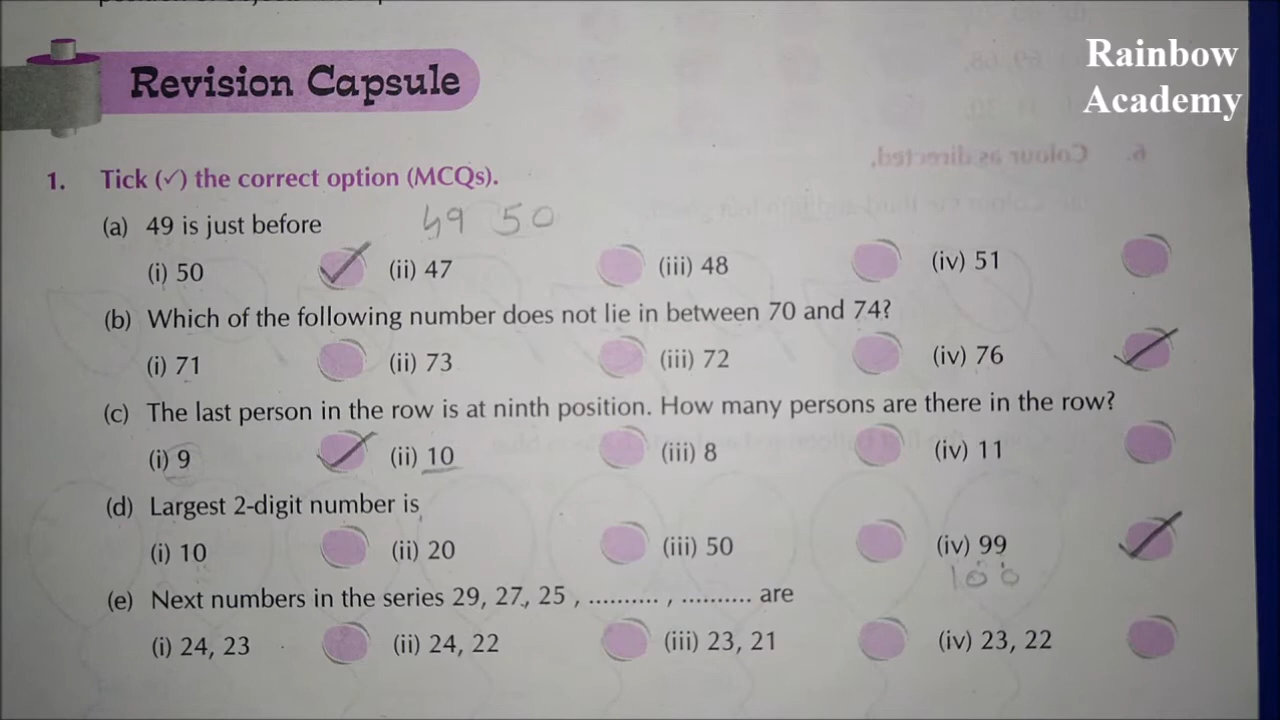 Rainbow
Academy
Revision Capsule
1. Tick (✓) the correct option (MCQs).
(a) 49 is just before 49 50
(i) 50 ✓ (ii) 47 (iii) 48 (iv) 51
(b) Which of the following number does not lie in between 70 and 74?
(i) 71 (ii) 73 (iii) 72 (iv) 76 ✓
(c) The last person in the row is at ninth position. How many persons are there in the row?
(i) 9 ✓ (ii) 10 (iii) 8 (iv) 11
(d) Largest 2-digit number is
(i) 10 (ii) 20 (iii) 50 (iv) 99 ✓
100
(e) Next numbers in the series 29, 27, 25 , .......... , .......... are
(i) 24, 23 (ii) 24, 22 (iii) 23, 21 (iv) 23, 22